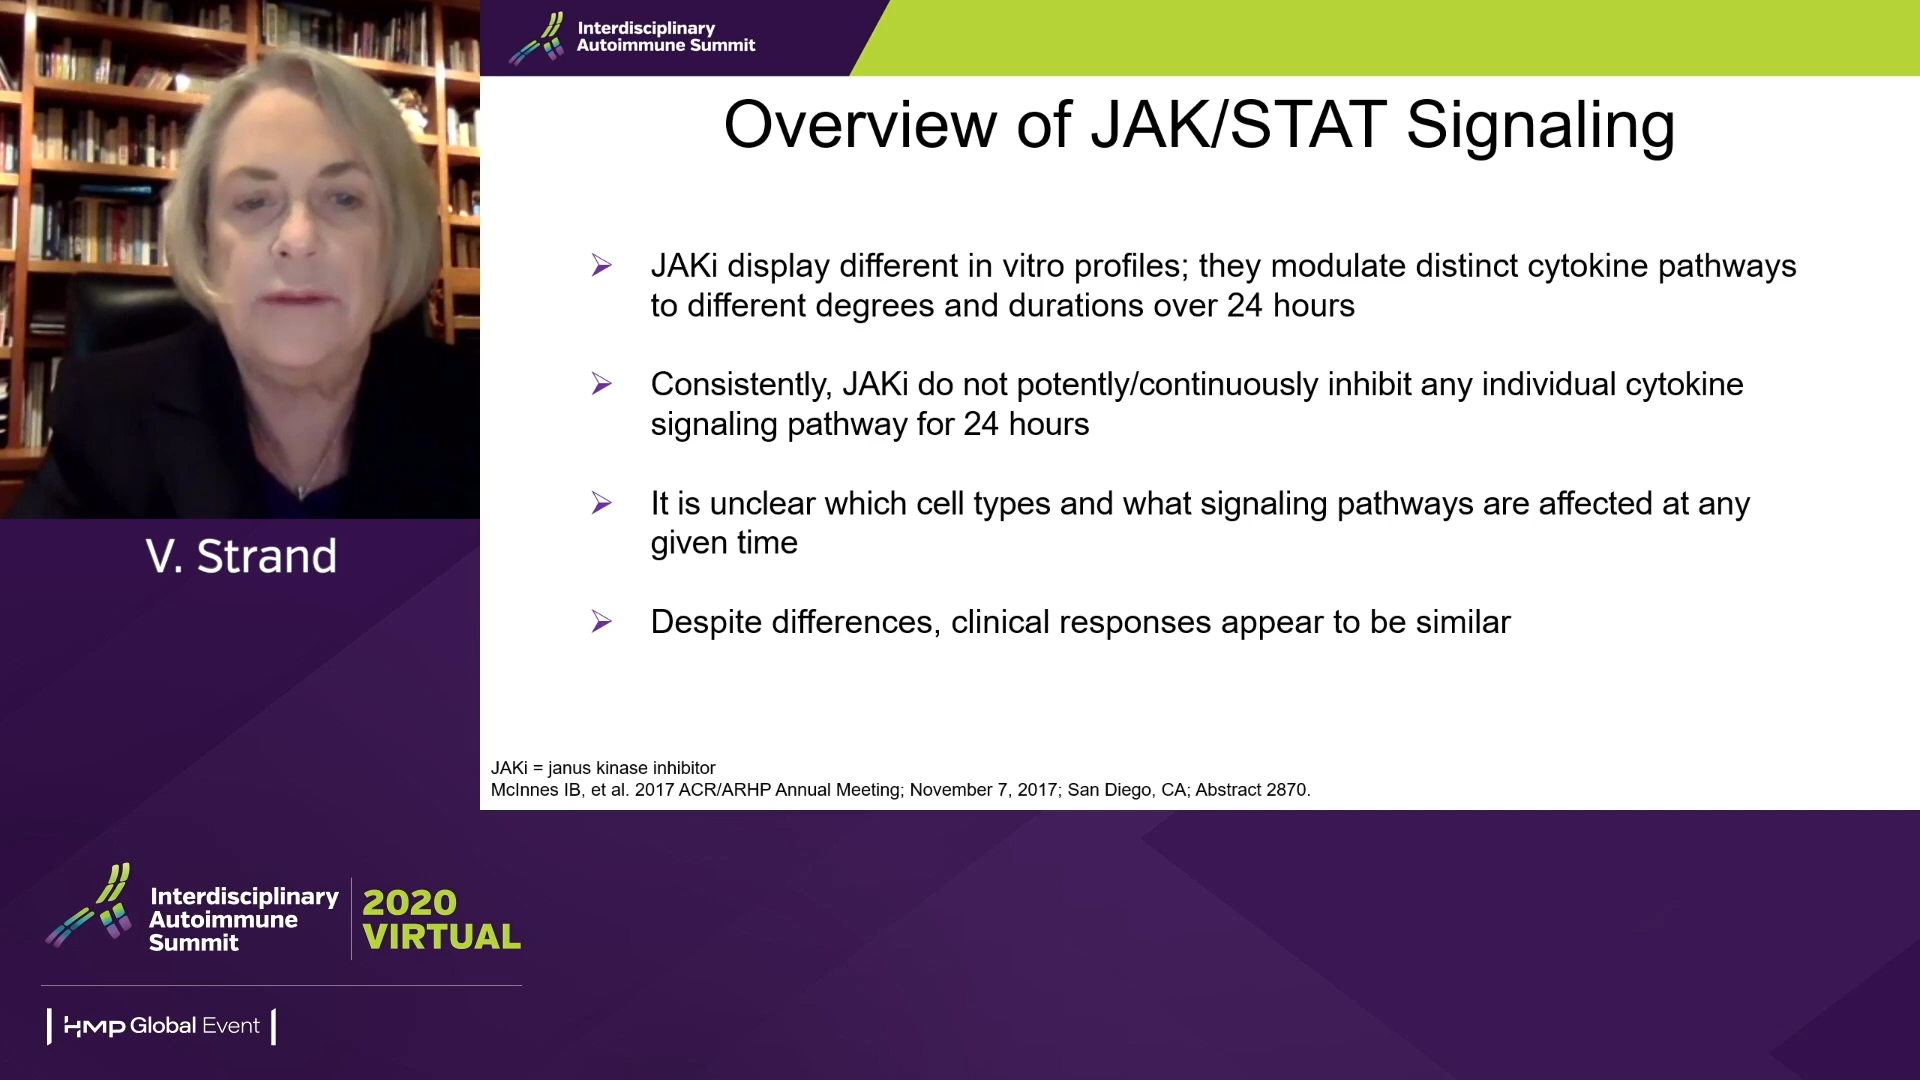 Interdisciplinary
Autoimmune Summit
Overview of JAK/STAT Signaling
JAKi display different in vitro profiles; they modulate distinct cytokine pathways
to different degrees and durations over 24 hours
Consistently, JAKi do not potently/continuously inhibit any individual cytokine
signaling pathway for 24 hours
It is unclear which cell types and what signaling pathways are affected at any
given time
Despite differences, clinical responses appear to be similar
JAKi = janus kinase inhibitor
McInnes IB, et al. 2017 ACR/ARHP Annual Meeting; November 7, 2017; San Diego, CA; Abstract 2870.
V. Strand
Interdisciplinary
Autoimmune
Summit
2020
VIRTUAL
HMP Global Event